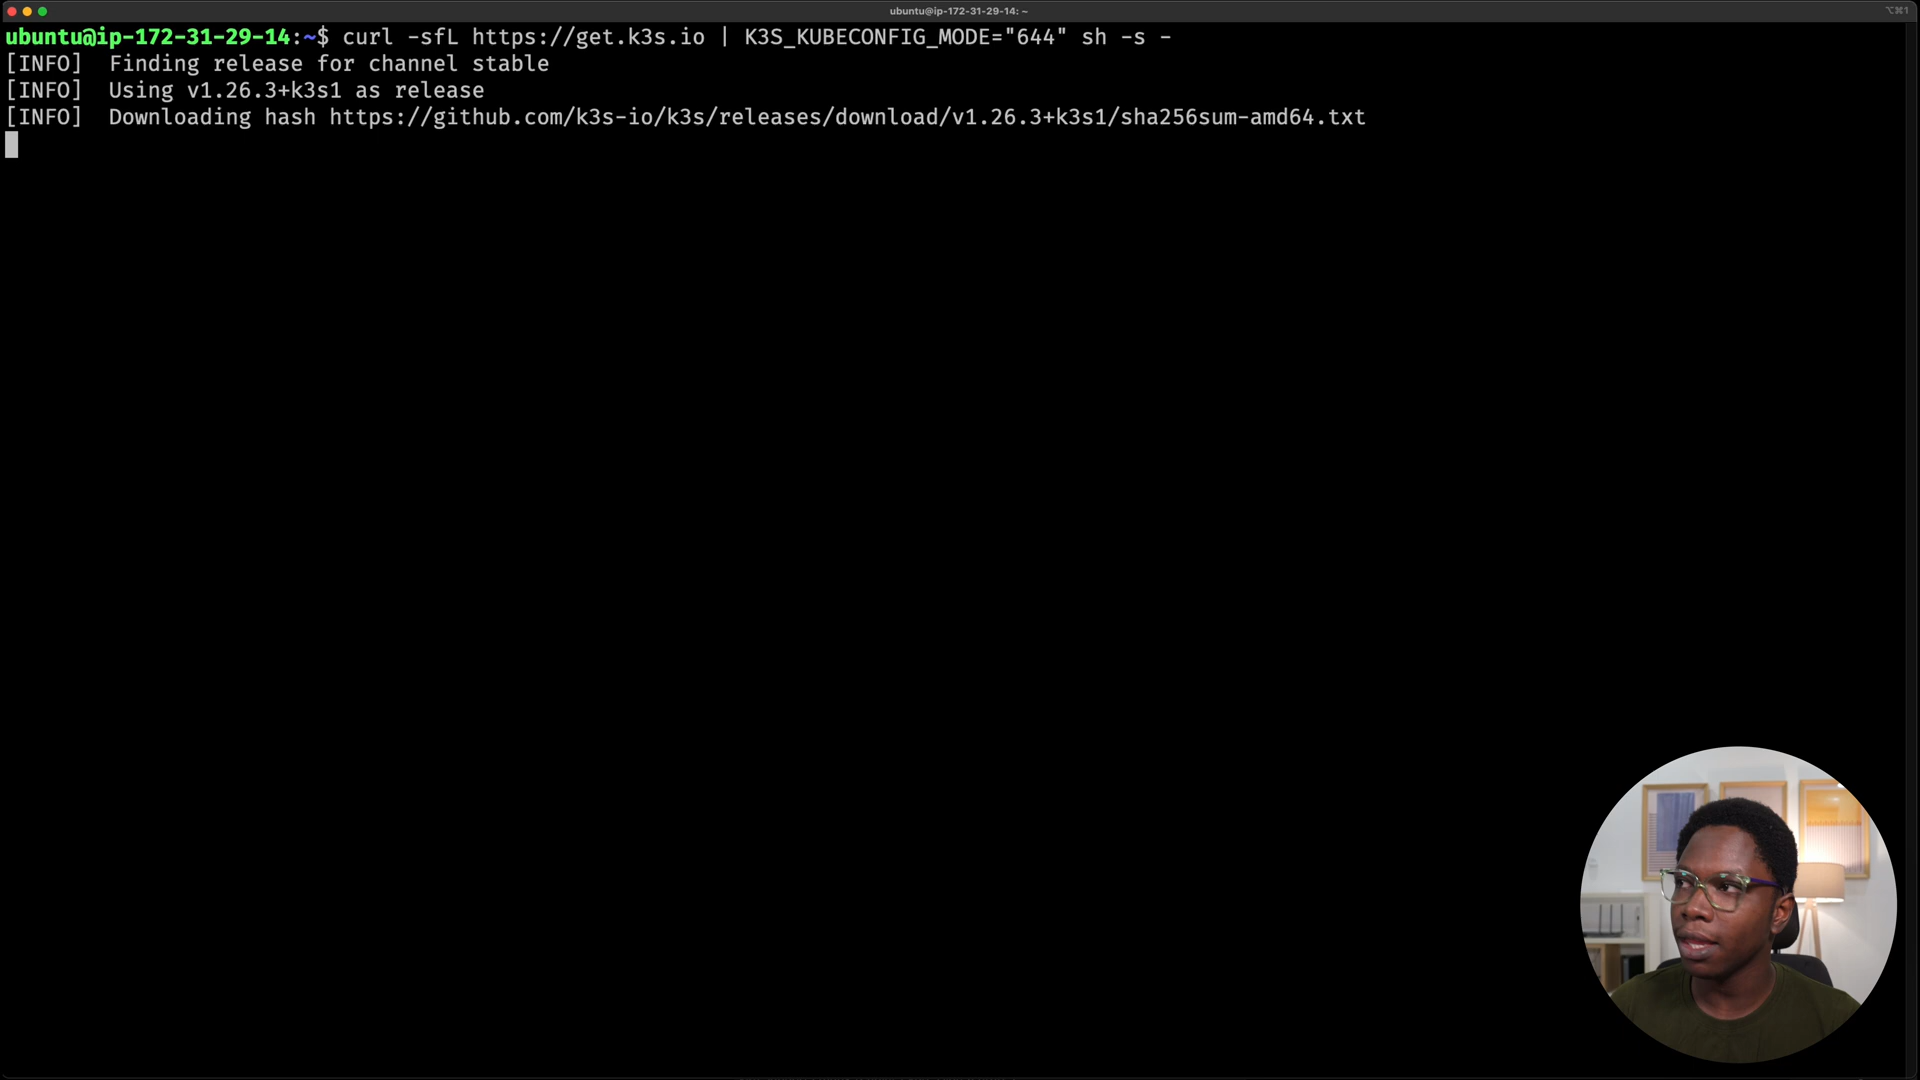 ubuntu@ip-172-31-29-14: ~
⌥⌘1
ubuntu@ip-172-31-29-14:~$ curl -sfL https://get.k3s.io | K3S_KUBECONFIG_MODE="644" sh -s -
[INFO]  Finding release for channel stable
[INFO]  Using v1.26.3+k3s1 as release
[INFO]  Downloading hash https://github.com/k3s-io/k3s/releases/download/v1.26.3+k3s1/sha256sum-amd64.txt